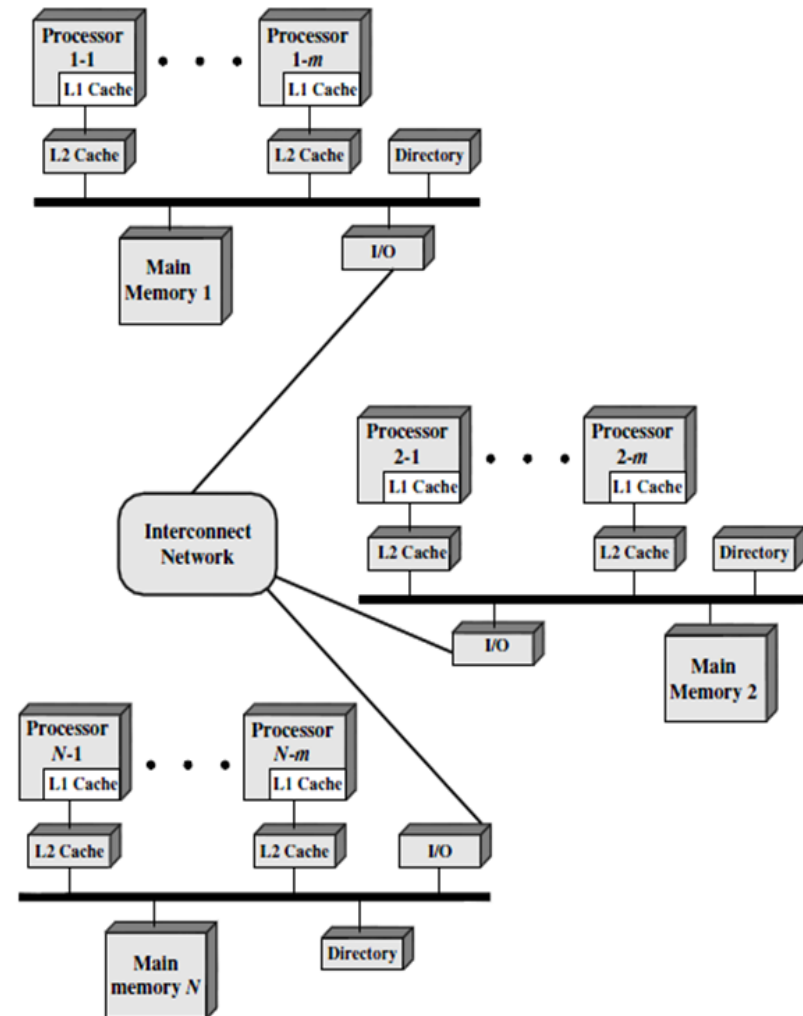 Processor
1-1
L1 Cache
Processor
1-m
L1 Cache
L2 Cache
L2 Cache
Directory
Main
Memory 1
I/O
Processor
2-1
L1 Cache
Processor
2-m
L1 Cache
Interconnect
Network
L2 Cache
L2 Cache
Directory
I/O
Main
Memory 2
Processor
N-1
L1 Cache
Processor
N-m
L1 Cache
L2 Cache
L2 Cache
I/O
Main
memory N
Directory